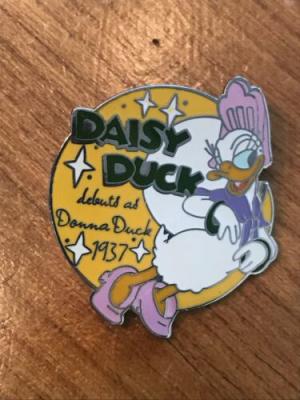 DAISY
DUCK
debuts as
Donna Duck
1937